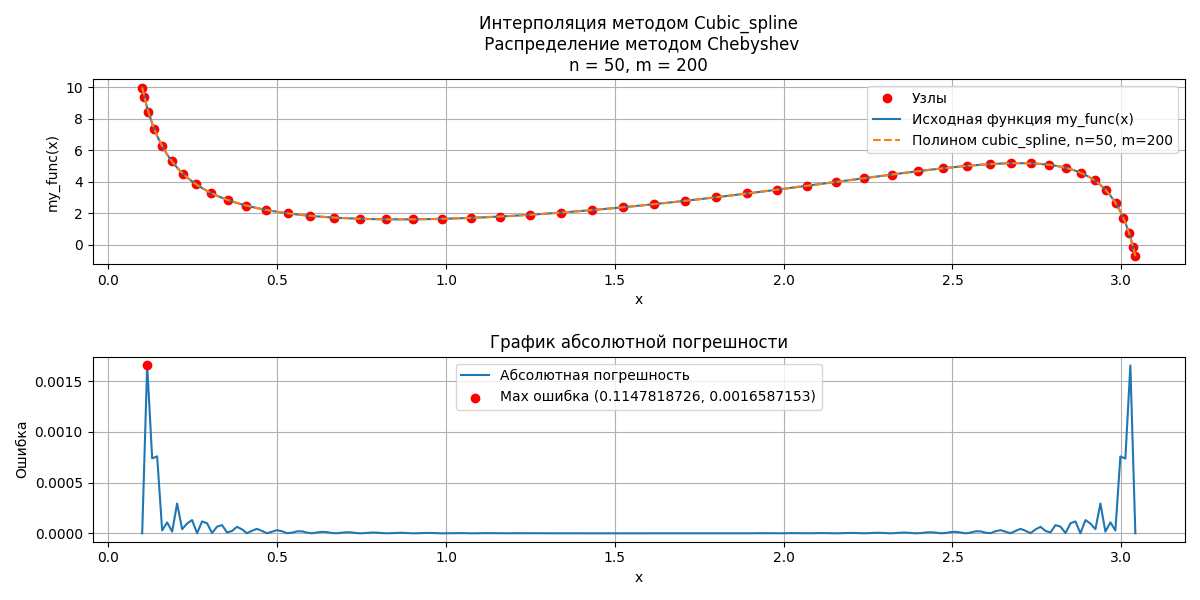 Интерполяция методом Cubic_spline
Распределение методом Chebyshev
n = 50, m = 200
my_func(x)
10
8
6
4
2
0
Узлы
Исходная функция my_func(x)
Полином cubic_spline, n=50, m=200
0.0 0.5 1.0 1.5 2.0 2.5 3.0
x
График абсолютной погрешности
Ошибка
0.0015
0.0010
0.0005
0.0000
Абсолютная погрешность
Max ошибка (0.1147818726, 0.0016587153)
0.0 0.5 1.0 1.5 2.0 2.5 3.0
x